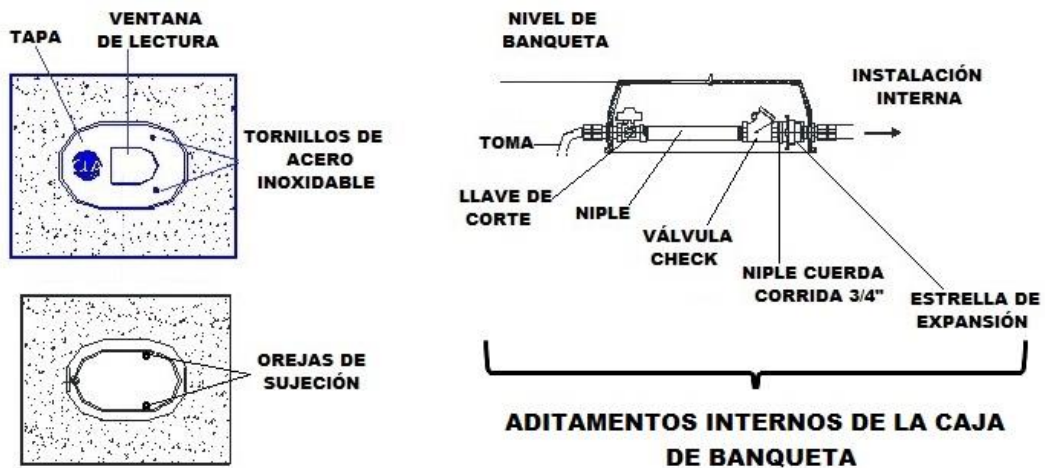 TAPA
VENTANA
DE LECTURA
TORNILLOS DE
ACERO
INOXIDABLE
OREJAS DE
SUJECIÓN
NIVEL DE
BANQUETA
INSTALACIÓN
INTERNA
TOMA
LLAVE DE
CORTE
NIPLE
VÁLVULA
CHECK
NIPLE CUERDA
CORRIDA 3/4"
ESTRELLA DE
EXPANSIÓN
ADITAMENTOS INTERNOS DE LA CAJA
DE BANQUETA